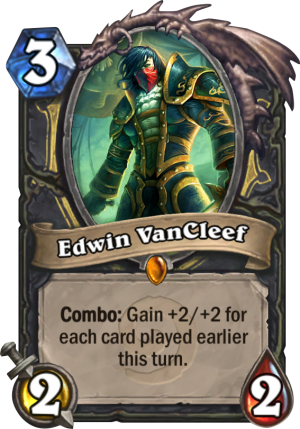 3
Edwin VanCleef
Combo: Gain +2/+2 for
each card played earlier
this turn.
2 2